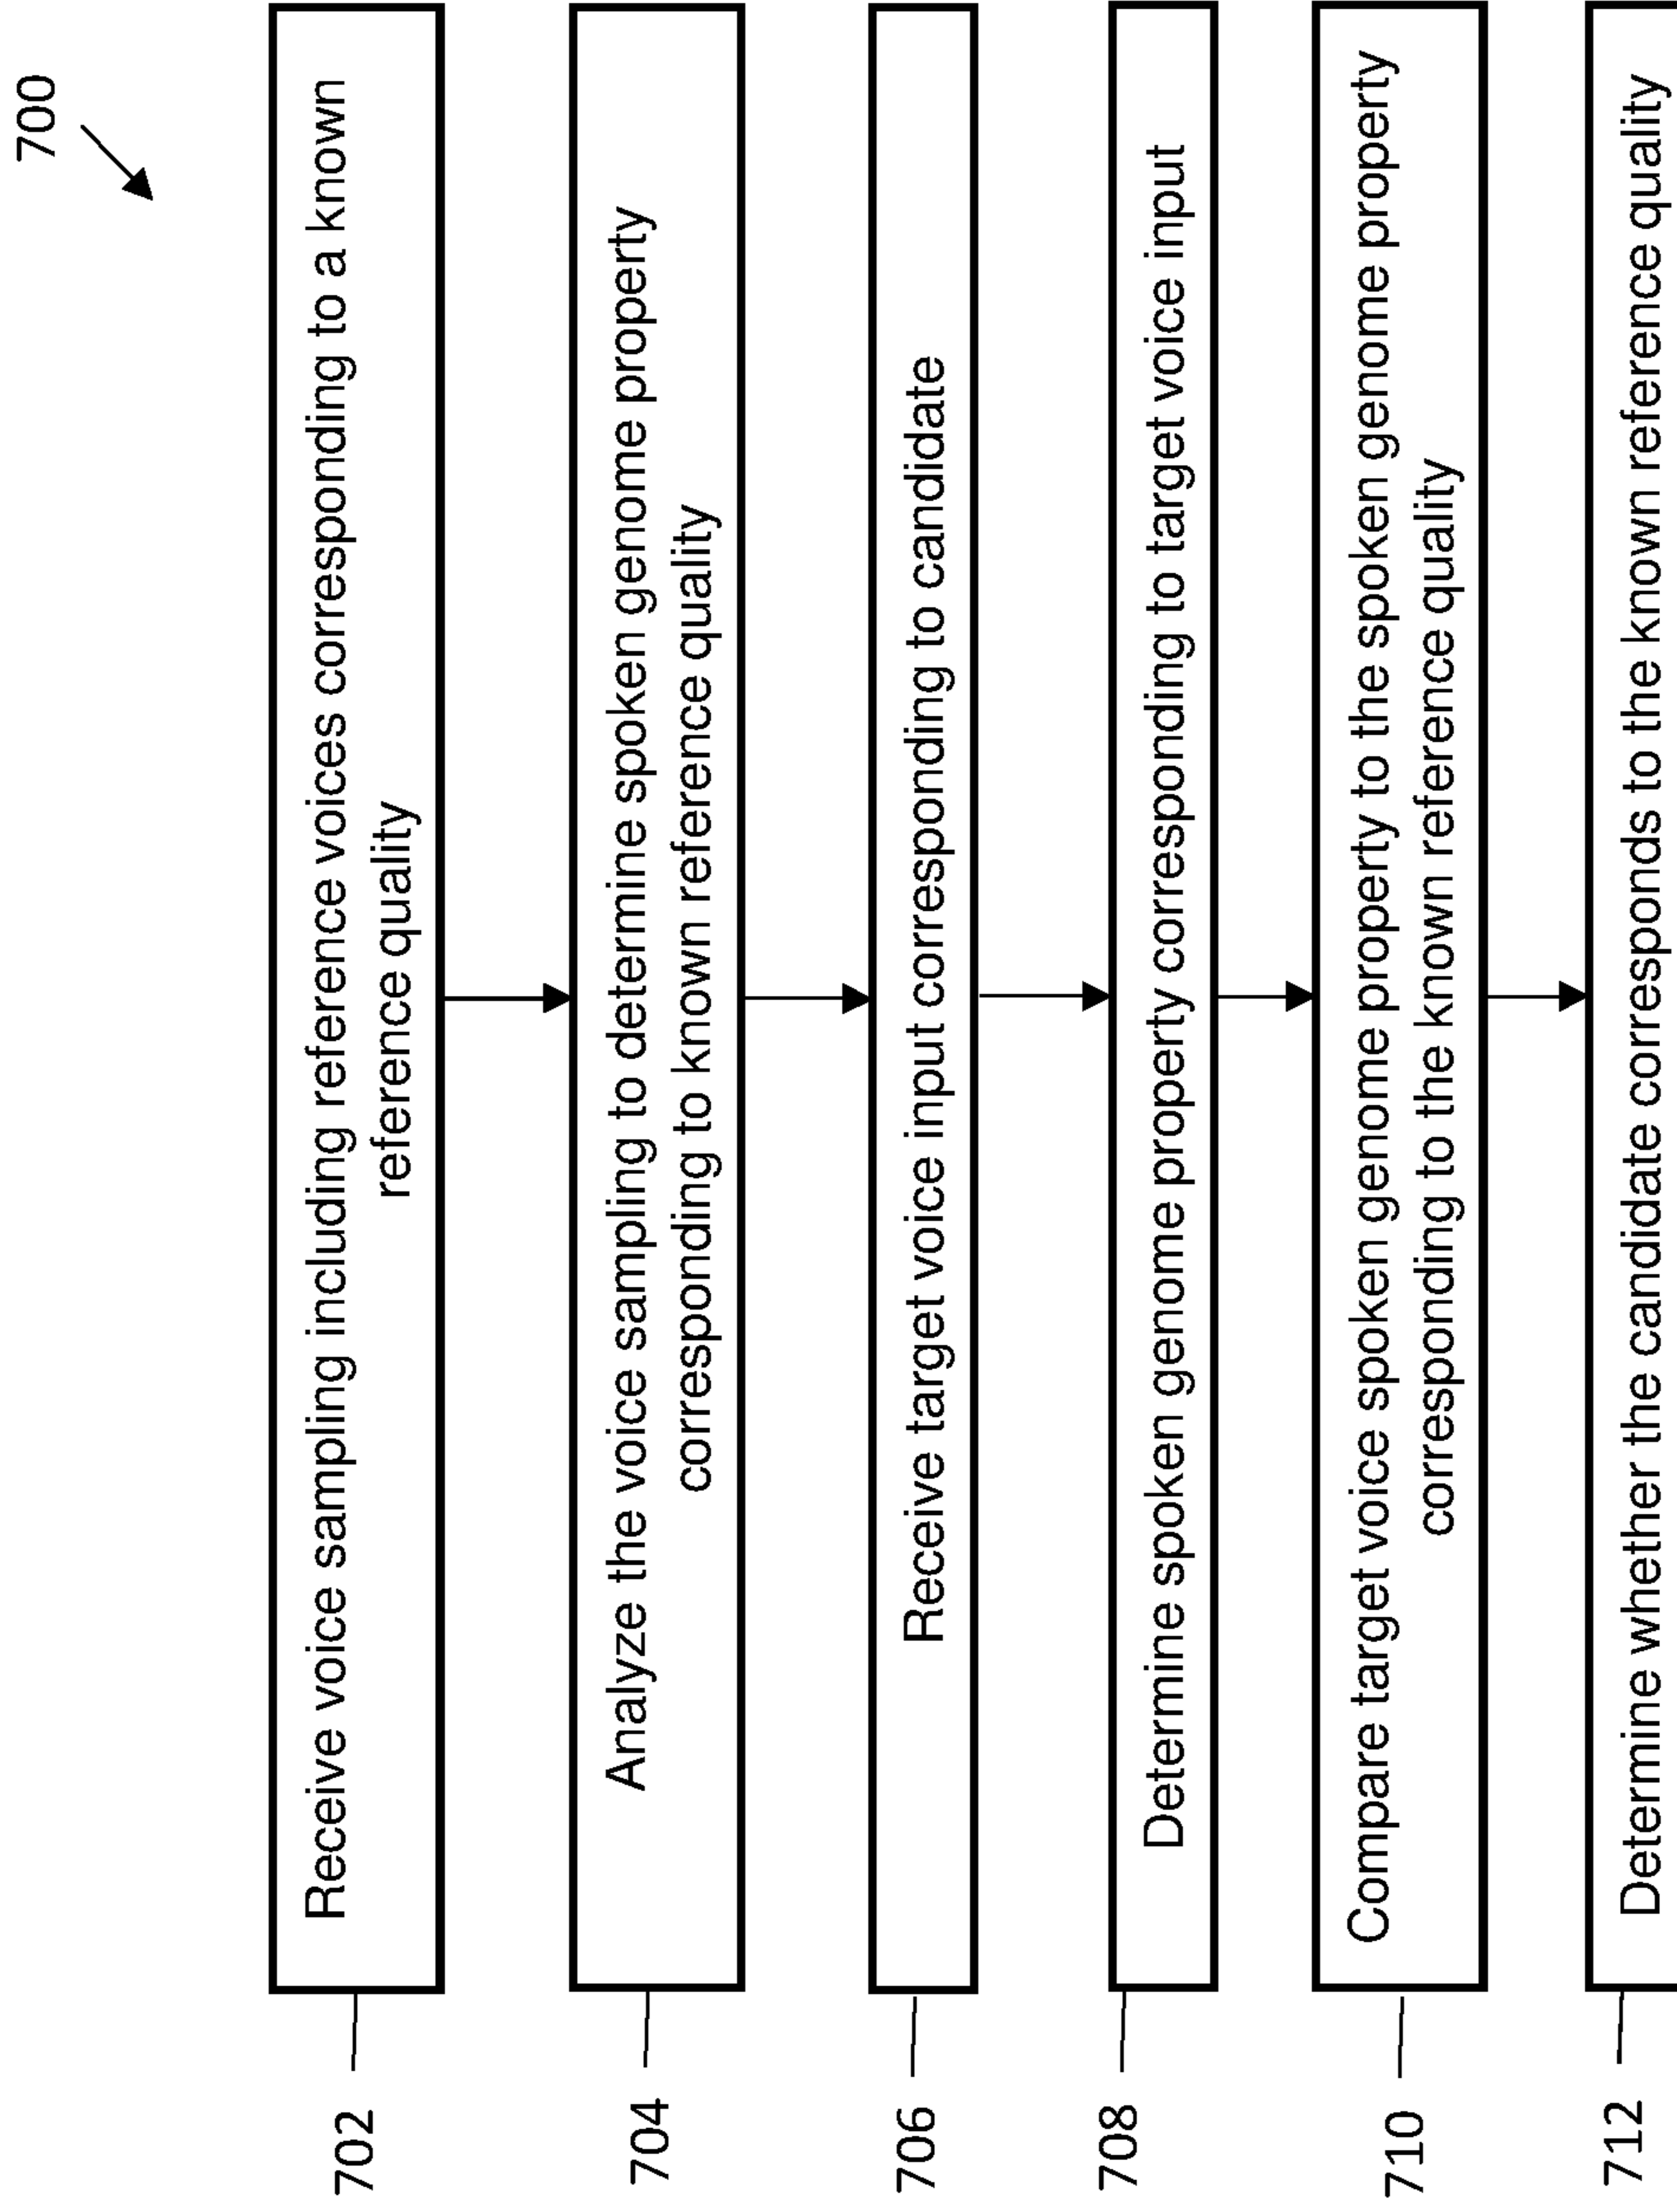 700
702
Receive voice sampling including reference voices corresponding to a known
reference quality
704
Analyze the voice sampling to determine spoken genome property
corresponding to known reference quality
706
Receive target voice input corresponding to candidate
708
Determine spoken genome property corresponding to target voice input
710
Compare target voice spoken genome property to the spoken genome property
corresponding to the known reference quality
712
Determine whether the candidate corresponds to the known reference quality